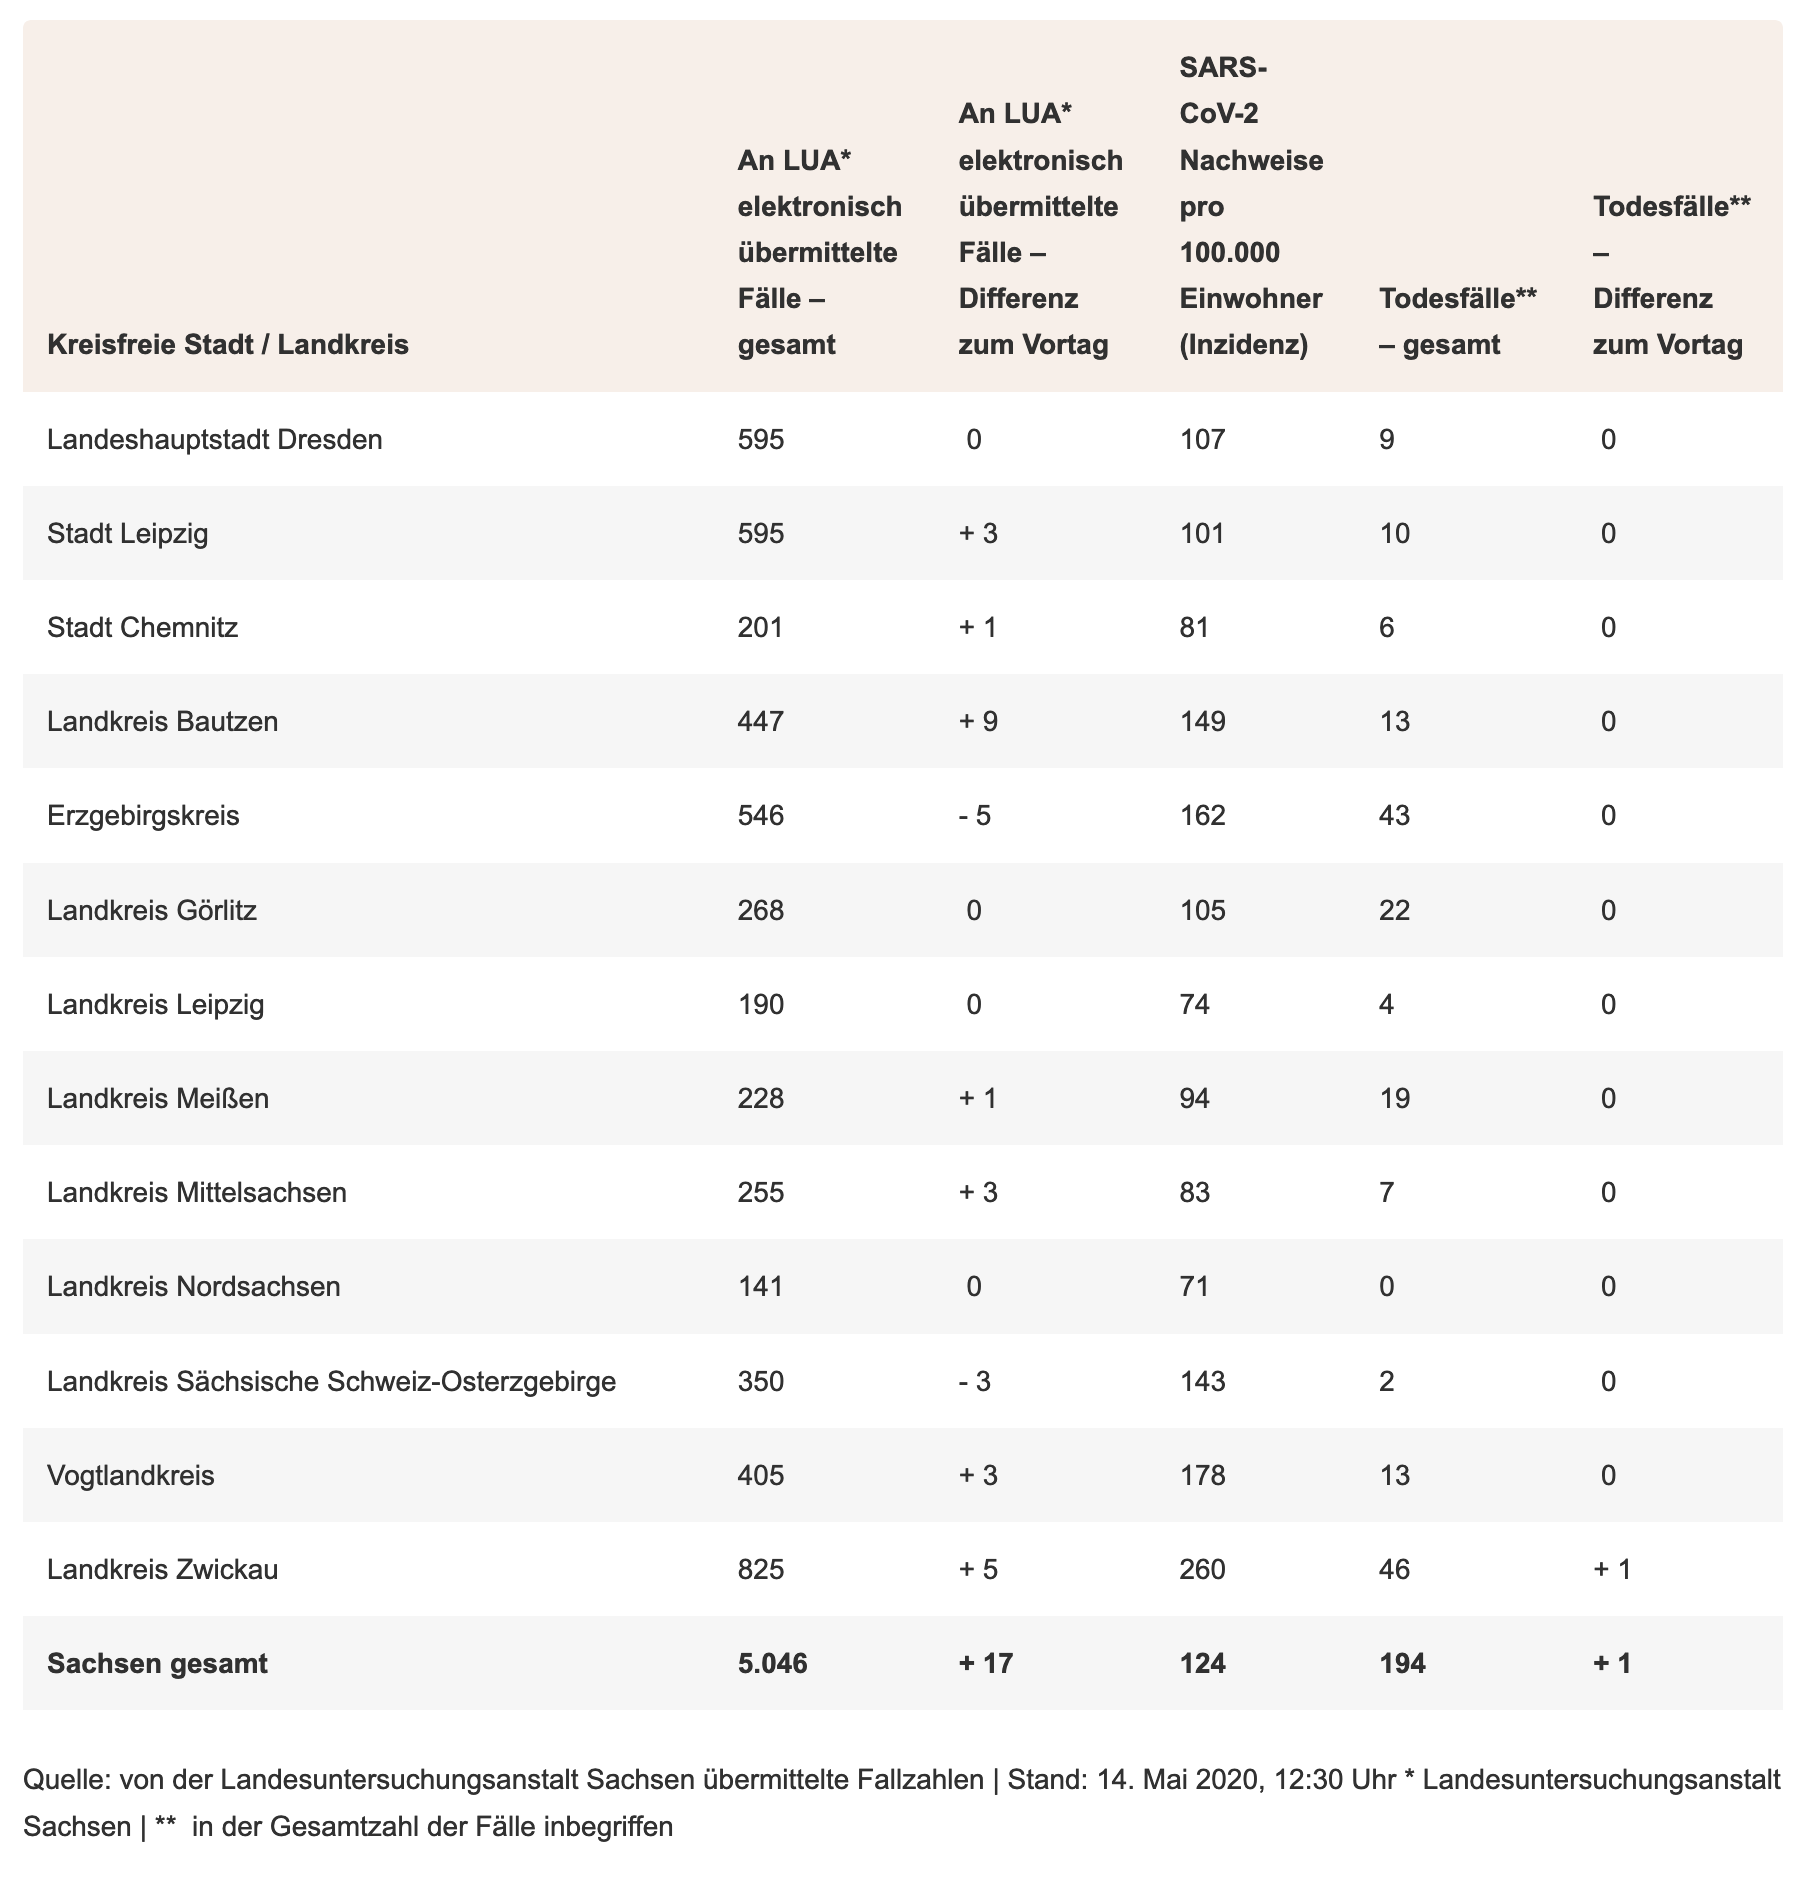 Kreisfreie Stadt / Landkreis
An LUA*
elektronisch
übermittelte
Fälle –
gesamt
An LUA*
elektronisch
übermittelte
Fälle –
Differenz
zum Vortag
SARS-
CoV-2
Nachweise
pro
100.000
Einwohner
(Inzidenz)
Todesfälle**
– gesamt
Todesfälle**
–
Differenz
zum Vortag
Landeshauptstadt Dresden 595 0 107 9 0
Stadt Leipzig 595 + 3 101 10 0
Stadt Chemnitz 201 + 1 81 6 0
Landkreis Bautzen 447 + 9 149 13 0
Erzgebirgskreis 546 - 5 162 43 0
Landkreis Görlitz 268 0 105 22 0
Landkreis Leipzig 190 0 74 4 0
Landkreis Meißen 228 + 1 94 19 0
Landkreis Mittelsachsen 255 + 3 83 7 0
Landkreis Nordsachsen 141 0 71 0 0
Landkreis Sächsische Schweiz-Osterzgebirge 350 - 3 143 2 0
Vogtlandkreis 405 + 3 178 13 0
Landkreis Zwickau 825 + 5 260 46 + 1
Sachsen gesamt 5.046 + 17 124 194 + 1
Quelle: von der Landesuntersuchungsanstalt Sachsen übermittelte Fallzahlen | Stand: 14. Mai 2020, 12:30 Uhr * Landesuntersuchungsanstalt
Sachsen | ** in der Gesamtzahl der Fälle inbegriffen